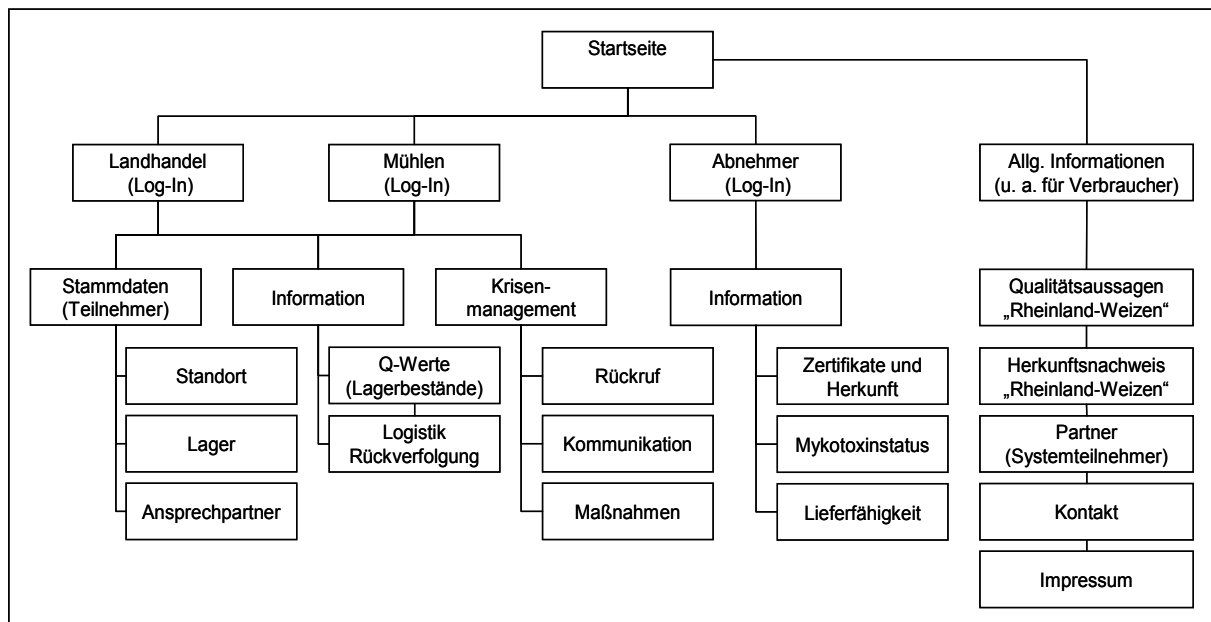 Startseite
Landhandel
(Log-In)
Mühlen
(Log-In)
Abnehmer
(Log-In)
Allg. Informationen
(u. a. für Verbraucher)
Stammdaten
(Teilnehmer)
Information
Krisen-
management
Information
Qualitätsaussagen
„Rheinland-Weizen“
Standort
Q-Werte
(Lagerbestände)
Rückruf
Zertifikate und
Herkunft
Herkunftsnachweis
„Rheinland-Weizen“
Lager
Logistik
Rückverfolgung
Kommunikation
Mykotoxinstatus
Partner
(Systemteilnehmer)
Ansprechpartner
Maßnahmen
Lieferfähigkeit
Kontakt
Impressum